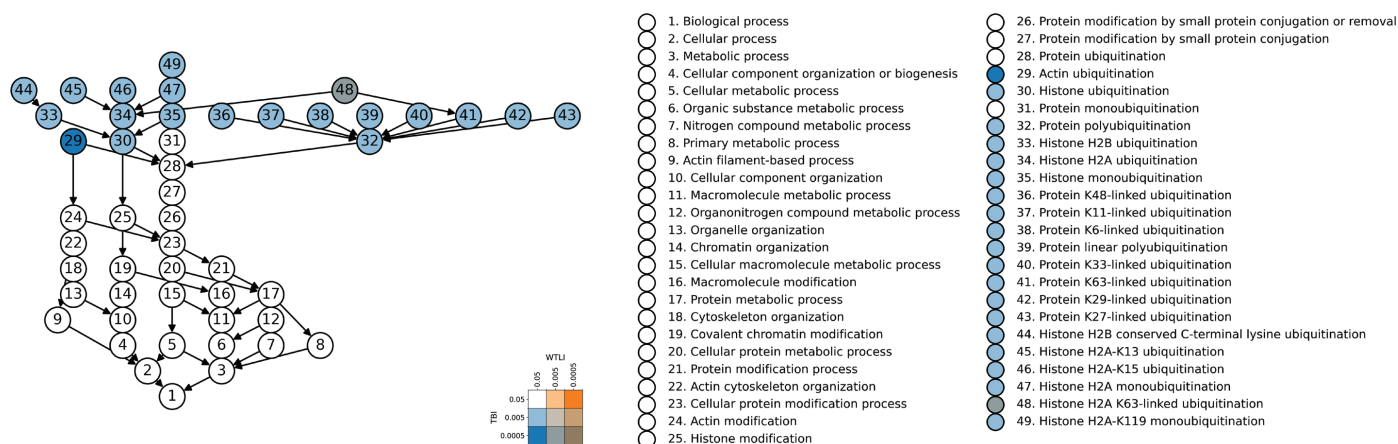 49
44
45
46
47
48
33
34
35
36
37
38
39
40
41
42
43
29
30
31
32
28
27
24
25
26
22
23
18
19
20
21
13
14
15
16
17
9
10
11
12
4
5
6
7
8
2
3
1
WTLI
0.05
0.005
0.0005
TBI
0.05
0.005
0.0005
1. Biological process
2. Cellular process
3. Metabolic process
4. Cellular component organization or biogenesis
5. Cellular metabolic process
6. Organic substance metabolic process
7. Nitrogen compound metabolic process
8. Primary metabolic process
9. Actin filament-based process
10. Cellular component organization
11. Macromolecule metabolic process
12. Organonitrogen compound metabolic process
13. Organelle organization
14. Chromatin organization
15. Cellular macromolecule metabolic process
16. Macromolecule modification
17. Protein metabolic process
18. Cytoskeleton organization
19. Covalent chromatin modification
20. Cellular protein metabolic process
21. Protein modification process
22. Actin cytoskeleton organization
23. Cellular protein modification process
24. Actin modification
25. Histone modification
26. Protein modification by small protein conjugation or removal
27. Protein modification by small protein conjugation
28. Protein ubiquitination
29. Actin ubiquitination
30. Histone ubiquitination
31. Protein monoubiquitination
32. Protein polyubiquitination
33. Histone H2B ubiquitination
34. Histone H2A ubiquitination
35. Histone monoubiquitination
36. Protein K48-linked ubiquitination
37. Protein K11-linked ubiquitination
38. Protein K6-linked ubiquitination
39. Protein linear polyubiquitination
40. Protein K33-linked ubiquitination
41. Protein K63-linked ubiquitination
42. Protein K29-linked ubiquitination
43. Protein K27-linked ubiquitination
44. Histone H2B conserved C-terminal lysine ubiquitination
45. Histone H2A-K13 ubiquitination
46. Histone H2A-K15 ubiquitination
47. Histone H2A monoubiquitination
48. Histone H2A K63-linked ubiquitination
49. Histone H2A-K119 monoubiquitination